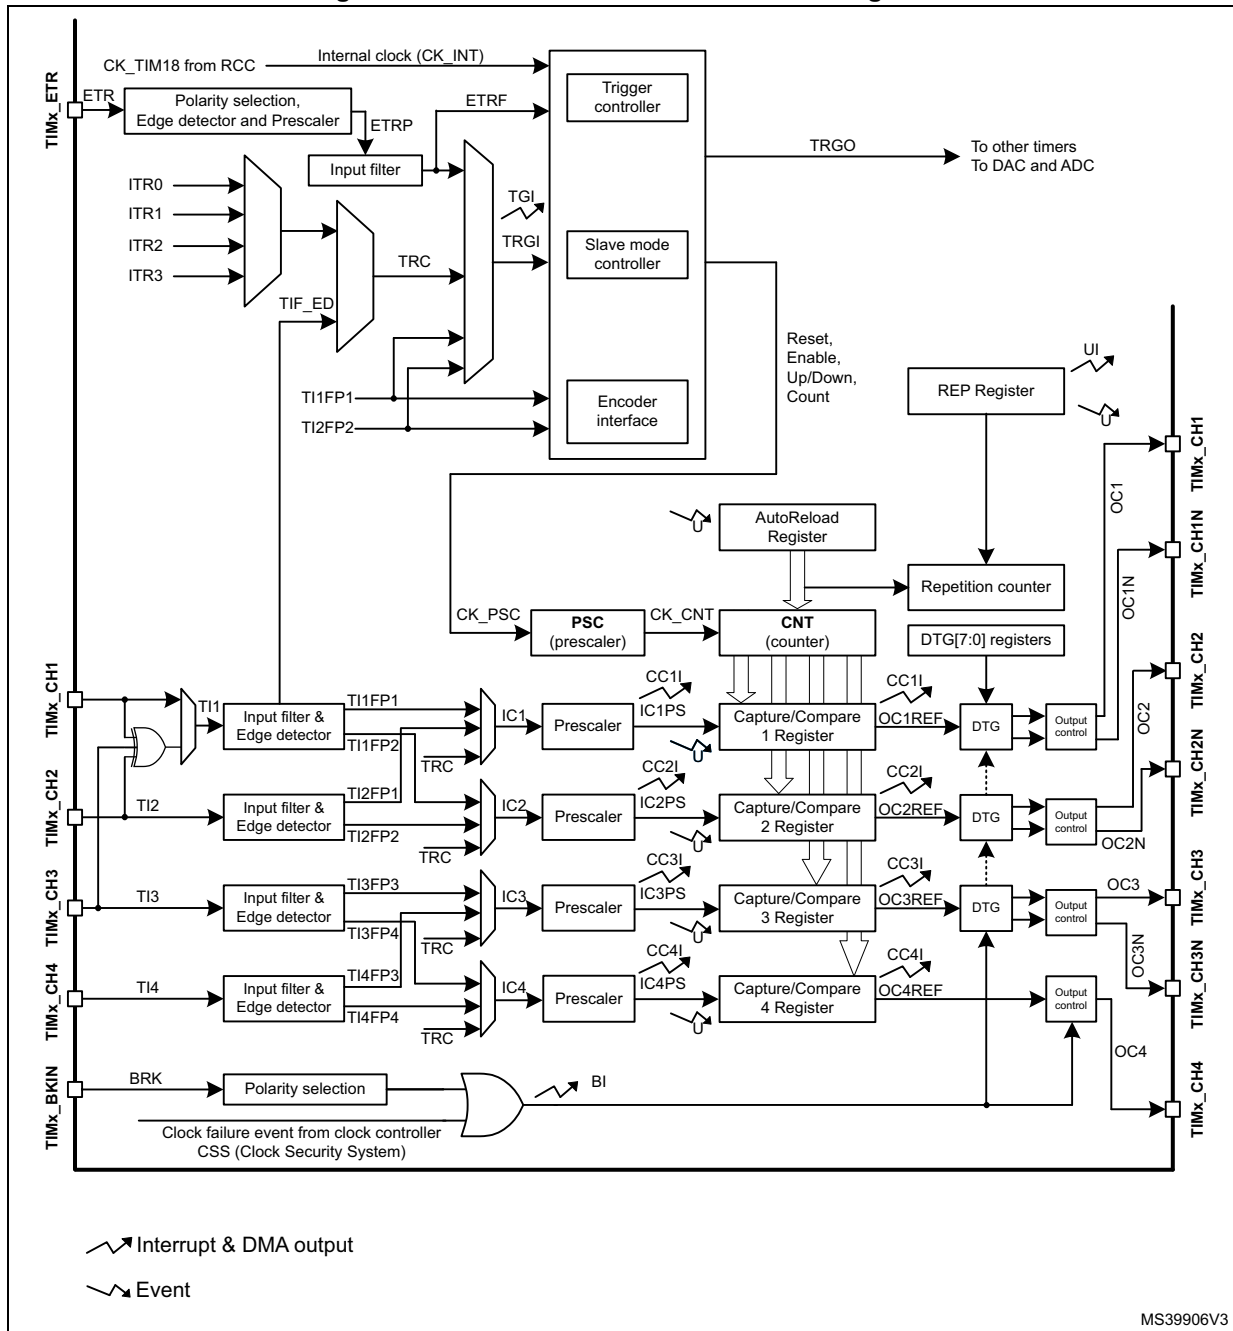 CK_TIM18 from RCC
Internal clock (CK_INT)
TIMx_ETR
ETR
Polarity selection,
Edge detector and Prescaler
ETRP
ETRF
Input filter
Trigger
controller
TRGO
To other timers
To DAC and ADC
ITR0
ITR1
ITR2
ITR3
TGI
TRGI
TRC
TIF_ED
Slave mode
controller
Reset,
Enable,
Up/Down,
Count
TI1FP1
TI2FP2
Encoder
interface
UI
REP Register
U
U
AutoReload
Register
Repetition counter
CK_PSC
PSC
(prescaler)
CK_CNT
CNT
(counter)
DTG[7:0] registers
OC1
TIMx_CH1
OC1N
TIMx_CH1N
TIMx_CH1
TI1
Input filter &
Edge detector
TI1FP1
TI1FP2
TRC
IC1
Prescaler
CC1I
IC1PS
U
Capture/Compare
1 Register
CC1I
OC1REF
DTG
Output
control
OC2
TIMx_CH2
TIMx_CH2
TI2
Input filter &
Edge detector
TI2FP1
TI2FP2
TRC
IC2
Prescaler
CC2I
IC2PS
U
Capture/Compare
2 Register
CC2I
OC2REF
DTG
Output
control
OC2N
TIMx_CH2N
TIMx_CH3
TI3
Input filter &
Edge detector
TI3FP3
TI3FP4
TRC
IC3
Prescaler
CC3I
IC3PS
U
Capture/Compare
3 Register
CC3I
OC3REF
DTG
Output
control
OC3
TIMx_CH3
OC3N
TIMx_CH3N
TIMx_CH4
TI4
Input filter &
Edge detector
TI4FP3
TI4FP4
TRC
IC4
Prescaler
CC4I
IC4PS
U
Capture/Compare
4 Register
CC4I
OC4REF
Output
control
OC4
TIMx_CH4
TIMx_BKIN
BRK
Polarity selection
BI
Clock failure event from clock controller
CSS (Clock Security System)
Interrupt & DMA output
Event
MS39906V3